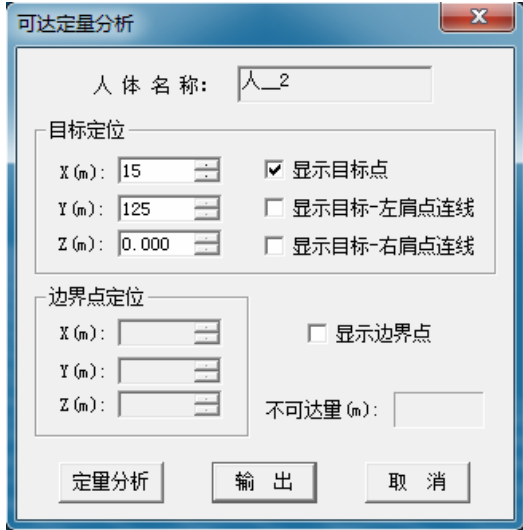 可达定量分析
人 体 名 称: 人__2
目标定位
X(m): 15 显示目标点
Y(m): 125 显示目标-左肩点连线
Z(m): 0.000 显示目标-右肩点连线
边界点定位
X(m): 显示边界点
Y(m):
Z(m): 不可达量(m):
定量分析 输 出 取 消